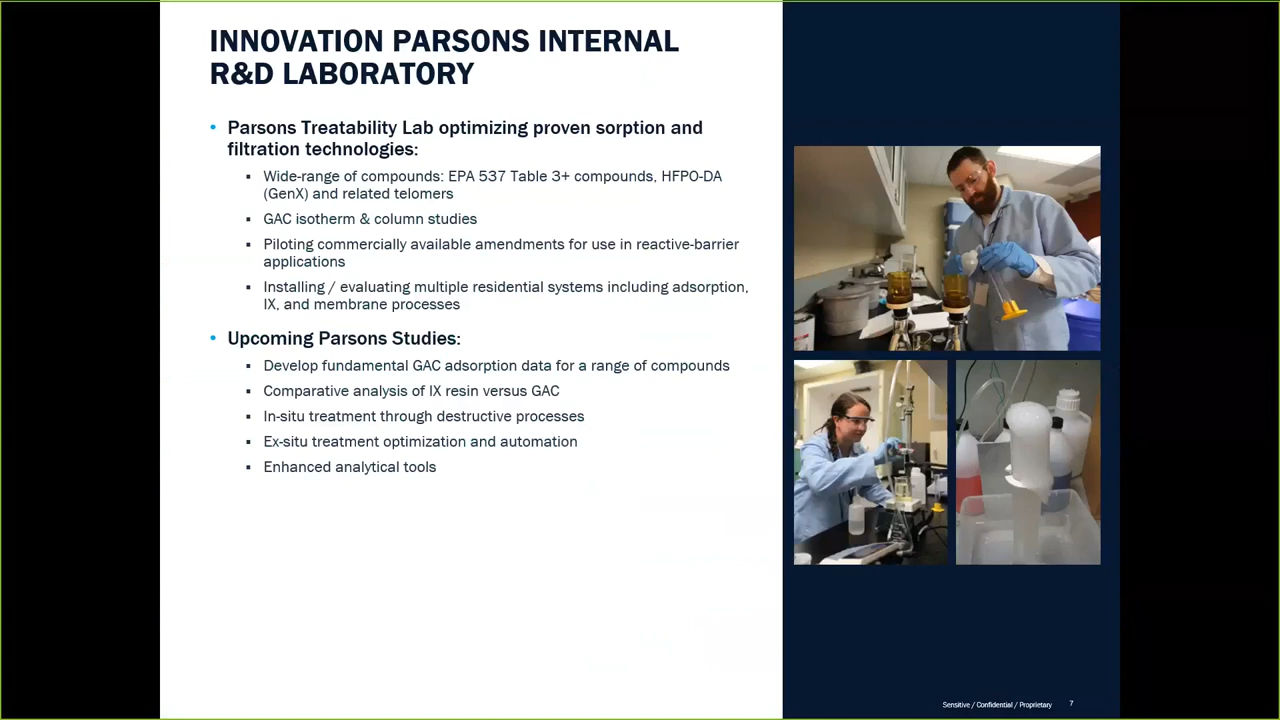 INNOVATION PARSONS INTERNAL
R&D LABORATORY
• Parsons Treatability Lab optimizing proven sorption and
filtration technologies:
▪ Wide-range of compounds: EPA 537 Table 3+ compounds, HFPO-DA
(GenX) and related telomers
▪ GAC isotherm & column studies
▪ Piloting commercially available amendments for use in reactive-barrier
applications
▪ Installing / evaluating multiple residential systems including adsorption,
IX, and membrane processes
• Upcoming Parsons Studies:
▪ Develop fundamental GAC adsorption data for a range of compounds
▪ Comparative analysis of IX resin versus GAC
▪ In-situ treatment through destructive processes
▪ Ex-situ treatment optimization and automation
▪ Enhanced analytical tools
Sensitive / Confidential / Proprietary 7